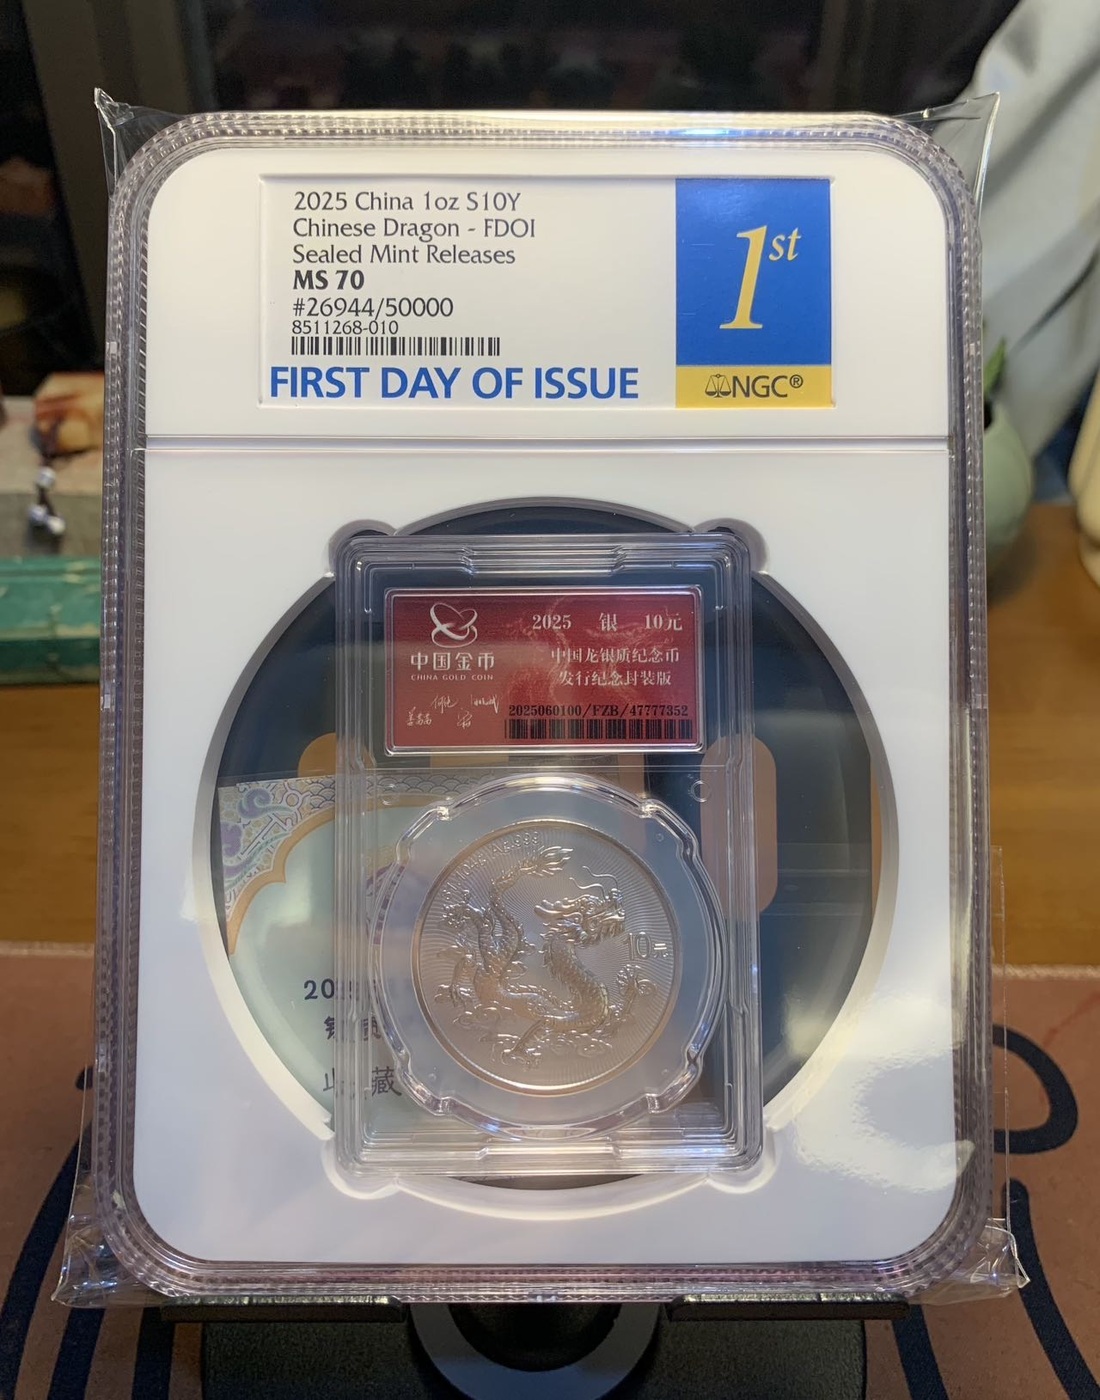 2025 China 1oz S10Y
Chinese Dragon - FDOI
Sealed Mint Releases
MS 70
#26944/50000
8511268-010
FIRST DAY OF ISSUE
1st
NGC®
中国金币
CHINA GOLD COIN
2025 银 10元
中国龙银质纪念币
发行纪念封装版
2025060100/FZB/47777352
10元
藏